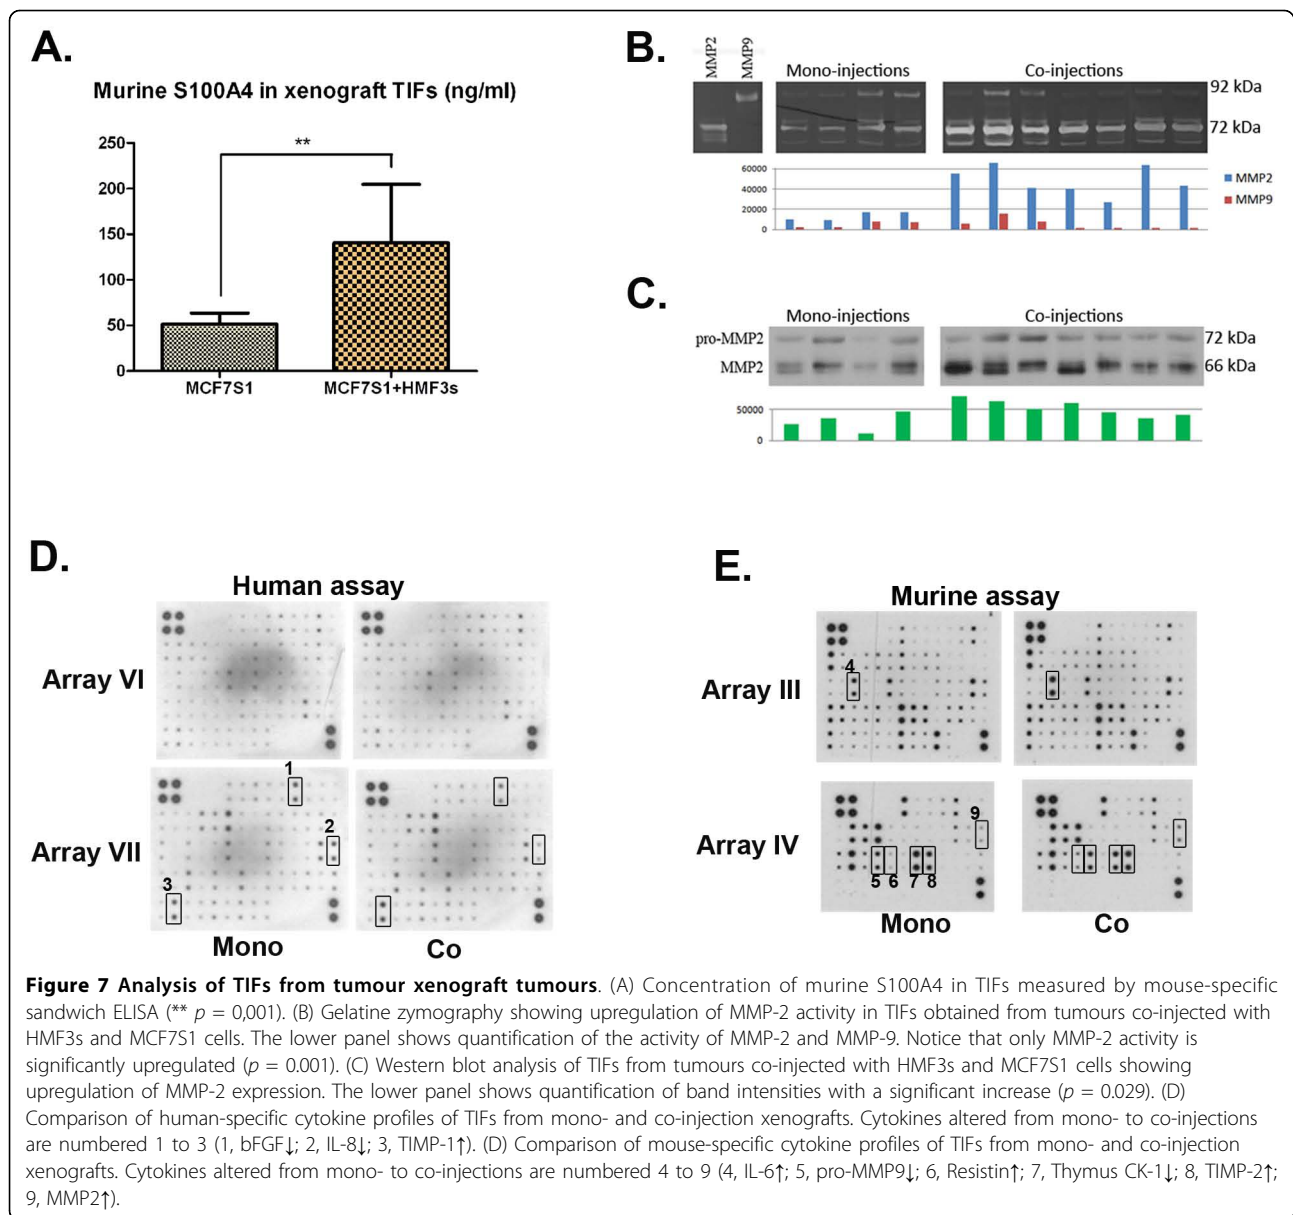 A.
Murine S100A4 in xenograft TIFs (ng/ml)
250
200
150
100
50
0
**
MCF7S1
MCF7S1+HMF3s
B.
MMP2
MMP9
Mono-injections
Co-injections
92 kDa
72 kDa
60000
40000
20000
0
MMP2
MMP9
C.
Mono-injections
Co-injections
pro-MMP2
72 kDa
MMP2
66 kDa
50000
0
D.
Human assay
Array VI
Array VII
1
2
3
Mono
Co
E.
Murine assay
Array III
4
Array IV
9
5 6 7 8
Mono
Co
Figure 7 Analysis of TIFs from tumour xenograft tumours. (A) Concentration of murine S100A4 in TIFs measured by mouse-specific
sandwich ELISA (** p = 0,001). (B) Gelatine zymography showing upregulation of MMP-2 activity in TIFs obtained from tumours co-injected with
HMF3s and MCF7S1 cells. The lower panel shows quantification of the activity of MMP-2 and MMP-9. Notice that only MMP-2 activity is
significantly upregulated (p = 0.001). (C) Western blot analysis of TIFs from tumours co-injected with HMF3s and MCF7S1 cells showing
upregulation of MMP-2 expression. The lower panel shows quantification of band intensities with a significant increase (p = 0.029). (D)
Comparison of human-specific cytokine profiles of TIFs from mono- and co-injection xenografts. Cytokines altered from mono- to co-injections
are numbered 1 to 3 (1, bFGF↓; 2, IL-8↓; 3, TIMP-1↑). (D) Comparison of mouse-specific cytokine profiles of TIFs from mono- and co-injection
xenografts. Cytokines altered from mono- to co-injections are numbered 4 to 9 (4, IL-6↑; 5, pro-MMP9↓; 6, Resistin↑; 7, Thymus CK-1↓; 8, TIMP-2↑;
9, MMP2↑).